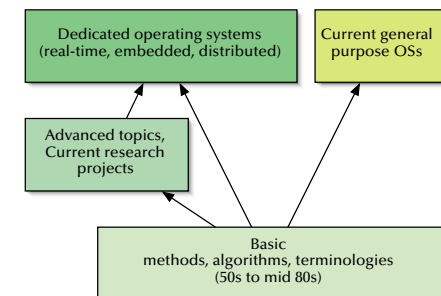 Dedicated operating systems
(real-time, embedded, distributed)
Current general
purpose OSs
Advanced topics,
Current research
projects
Basic
methods, algorithms, terminologies
(50s to mid 80s)